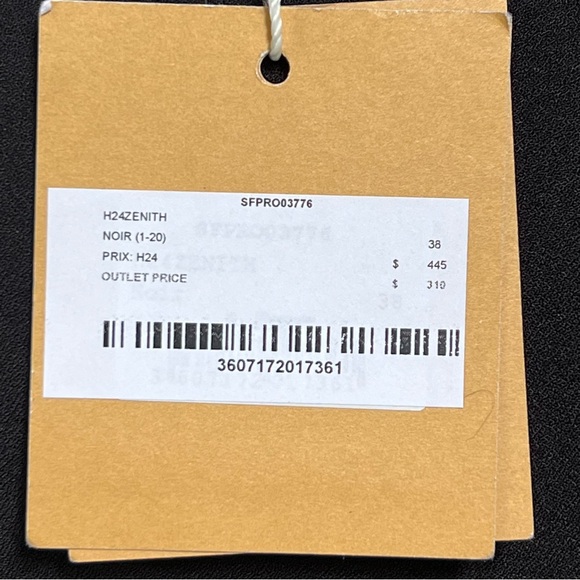 SFPRO03776
H24ZENITH
NOIR (1-20) 38
PRIX: H24 $ 445
OUTLET PRICE $ 310
3607172017361